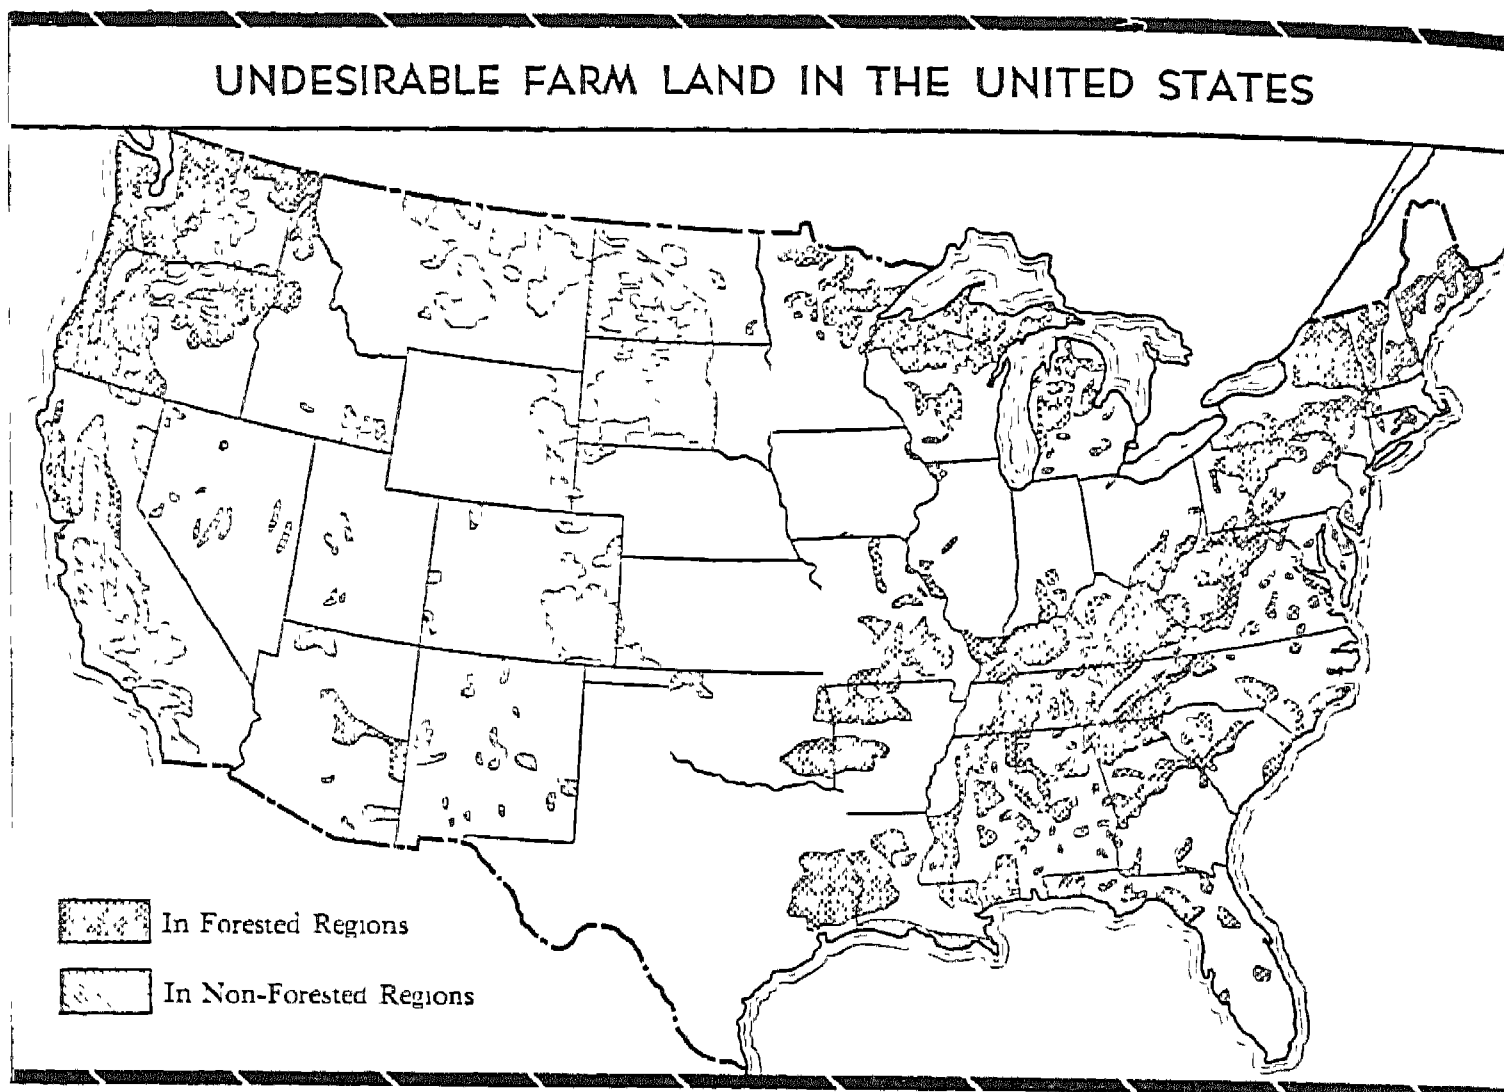 UNDESIRABLE FARM LAND IN THE UNITED STATES
In Forested Regions
In Non-Forested Regions